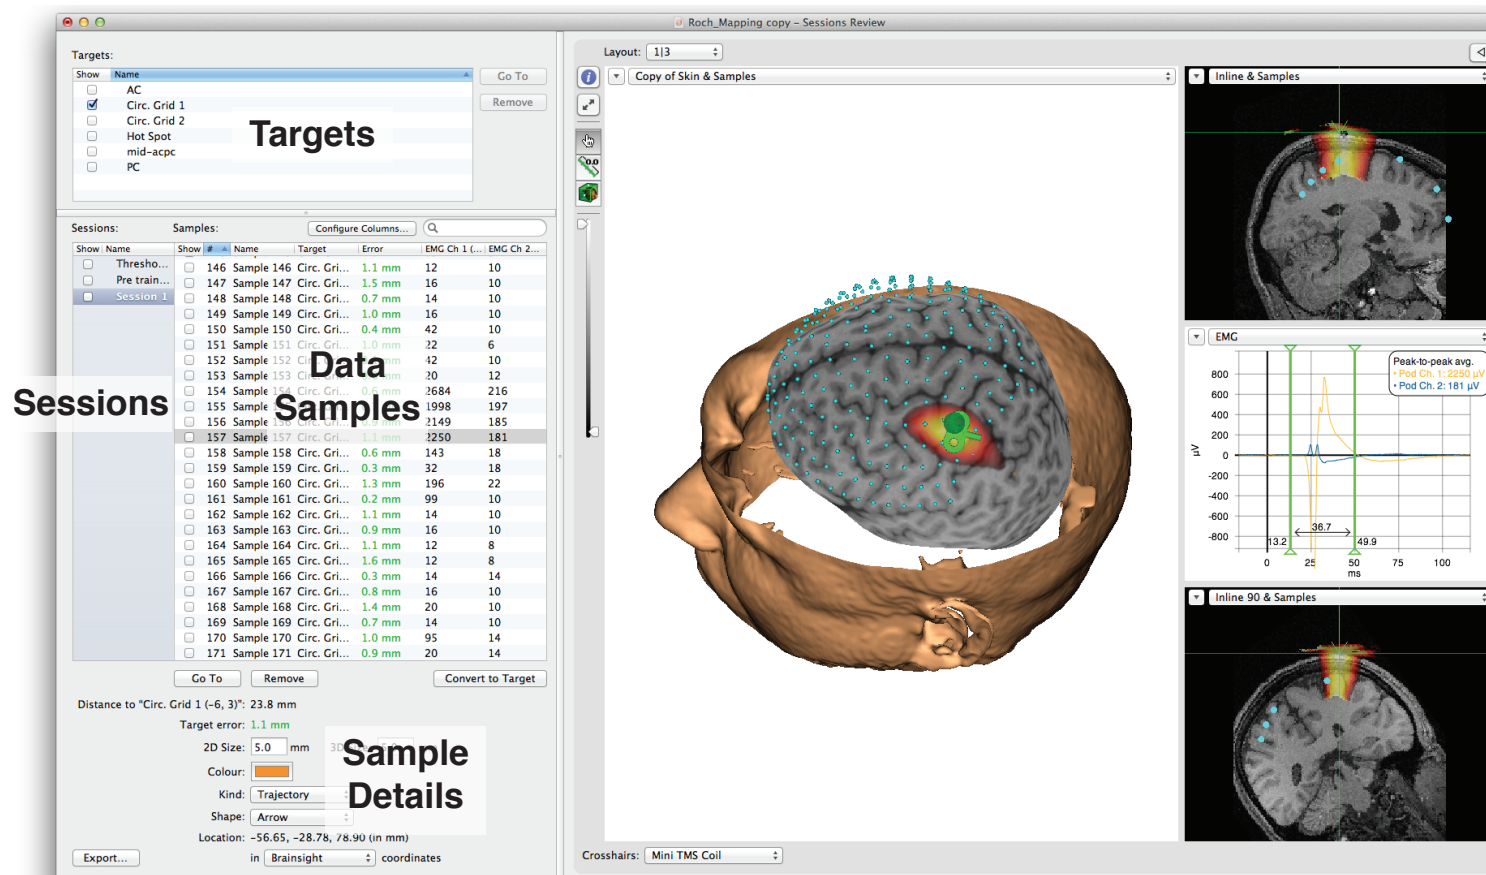 Roch_Mapping copy – Sessions Review
Targets:
Show Name
AC
Circ. Grid 1
Circ. Grid 2
Hot Spot
mid-acpc
PC
Go To
Remove
Targets
Sessions:
Samples:
Configure Columns...
Show Name
Thresho...
Pre train...
Session 1
Show # Name Target Error EMG Ch 1 (... EMG Ch 2...
146 Sample 146 Circ. Gri... 1.1 mm 12 10
147 Sample 147 Circ. Gri... 1.5 mm 16 10
148 Sample 148 Circ. Gri... 0.7 mm 14 10
149 Sample 149 Circ. Gri... 1.0 mm 16 10
150 Sample 150 Circ. Gri... 0.4 mm 42 10
151 Sample 151 Circ. Gri... 1.0 mm 22 6
152 Sample 152 42 10
153 Sample 153 20 12
154 Sample 154 0.6 mm 2684 216
155 Sample 1998 197
156 Sample 156 0.9 mm 2149 185
157 Sample 157 Circ. Gri... 1.1 mm 2250 181
158 Sample 158 Circ. Gri... 0.6 mm 143 18
159 Sample 159 Circ. Gri... 0.3 mm 32 18
160 Sample 160 Circ. Gri... 1.3 mm 196 22
161 Sample 161 Circ. Gri... 0.2 mm 99 10
162 Sample 162 Circ. Gri... 1.1 mm 14 10
163 Sample 163 Circ. Gri... 0.9 mm 16 10
164 Sample 164 Circ. Gri... 1.1 mm 12 8
165 Sample 165 Circ. Gri... 1.6 mm 12 8
166 Sample 166 Circ. Gri... 0.3 mm 14 14
167 Sample 167 Circ. Gri... 0.8 mm 16 10
168 Sample 168 Circ. Gri... 1.4 mm 20 10
169 Sample 169 Circ. Gri... 0.7 mm 14 10
170 Sample 170 Circ. Gri... 1.0 mm 95 14
171 Sample 171 Circ. Gri... 0.9 mm 20 14
Sessions
Data
Samples
Go To
Remove
Convert to Target
Distance to "Circ. Grid 1 (-6, 3)": 23.8 mm
Target error: 1.1 mm
2D Size: 5.0 mm
Colour:
Kind: Trajectory
Shape: Arrow
Location: -56.65, -28.78, 78.90 (in mm)
Export...
in Brainsight coordinates
Sample
Details
Layout: 1|3
Copy of Skin & Samples
0.0
Crosshairs: Mini TMS Coil
Inline & Samples
EMG
Peak-to-peak avg.
• Pod Ch. 1: 2250 µV
• Pod Ch. 2: 181 µV
800
600
400
200
0
-200
-400
-600
-800
µV
13.2
36.7
49.9
0 25 50 75 100
ms
Inline 90 & Samples